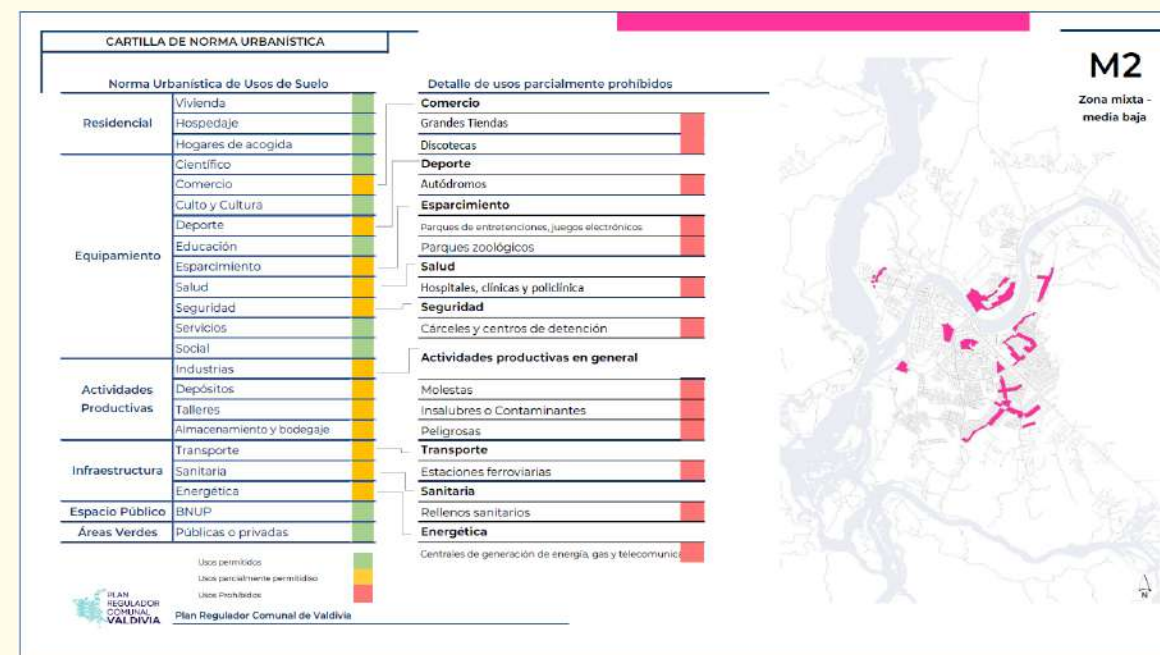 CARTILLA DE NORMA URBANÍSTICA
Norma Urbanística de Usos de Suelo
Residencial
Vivienda
Hospedaje
Hogares de acogida
Equipamiento
Científico
Comercio
Culto y Cultura
Deporte
Educación
Esparcimiento
Salud
Seguridad
Servicios
Social
Actividades
Productivas
Industrias
Depósitos
Talleres
Almacenamiento y bodegaje
Infraestructura
Transporte
Sanitaria
Energética
Espacio Público
BNUP
Áreas Verdes
Públicas o privadas
Usos permitidos
Usos parcialmente permitidiso
Usos Prohibidos
PLAN
REGULADOR
COMUNAL
VALDIVIA
Plan Regulador Comunal de Valdivia
Detalle de usos parcialmente prohíbidos
Comercio
Grandes Tiendas
Discotecas
Deporte
Autódromos
Esparcimiento
Parques de entretenciones, juegos electrónicos
Parques zoológicos
Salud
Hospitales, clínicas y policlínica
Seguridad
Cárceles y centros de detención
Actividades productivas en general
Molestas
Insalubres o Contaminantes
Peligrosas
Transporte
Estaciones ferroviarias
Sanitaria
Rellenos sanitarios
Energética
Centrales de generación de energía, gas y telecomunica
M2
Zona mixta -
media baja
N